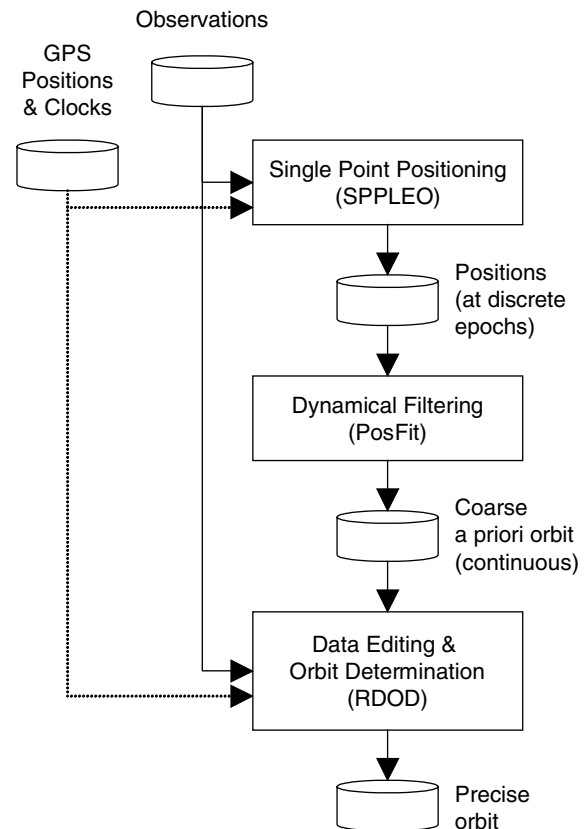 Observations
GPS
Positions
& Clocks
Single Point Positioning
(SPPLEO)
Positions
(at discrete
epochs)
Dynamical Filtering
(PosFit)
Coarse
a priori orbit
(continuous)
Data Editing &
Orbit Determination
(RDOD)
Precise
orbit